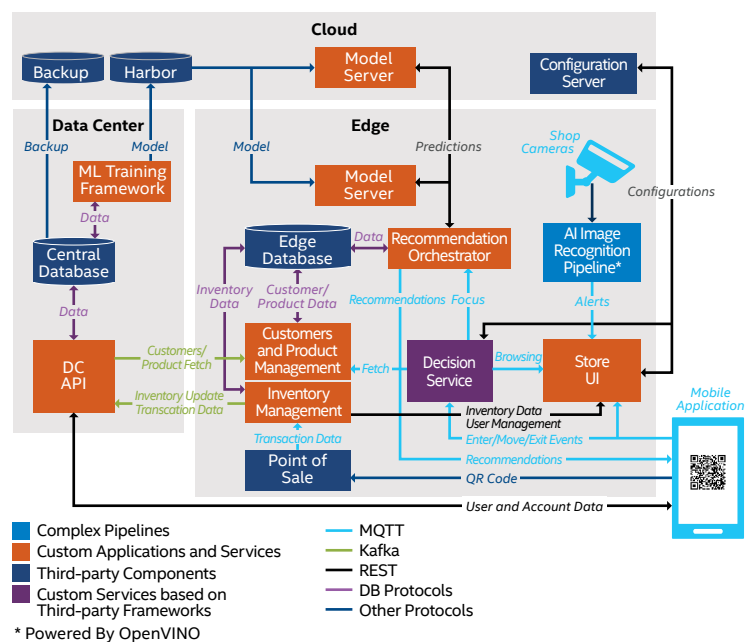 Cloud
Backup
Harbor
Model
Server
Configuration
Server
Data Center
Edge
Backup
Model
Model
Predictions
Shop
Cameras
Configurations
ML Training
Framework
Model
Server
Data
Central
Database
Edge
Database
Data
Recommendation
Orchestrator
AI Image
Recognition
Pipeline*
Inventory
Data
Customer/
Product Data
Recommendations
Focus
Alerts
Data
DC
API
Customers/
Product Fetch
Customers
and Product
Management
Fetch
Decision
Service
Browsing
Store
UI
Inventory Update
Transcation Data
Inventory
Management
Inventory Data
User Management
Mobile
Application
Transaction Data
Enter/Move/Exit Events
Point of
Sale
Recommendations
QR Code
User and Account Data
Complex Pipelines
Custom Applications and Services
Third-party Components
Custom Services based on
Third-party Frameworks
MQTT
Kafka
REST
DB Protocols
Other Protocols
* Powered By OpenVINO